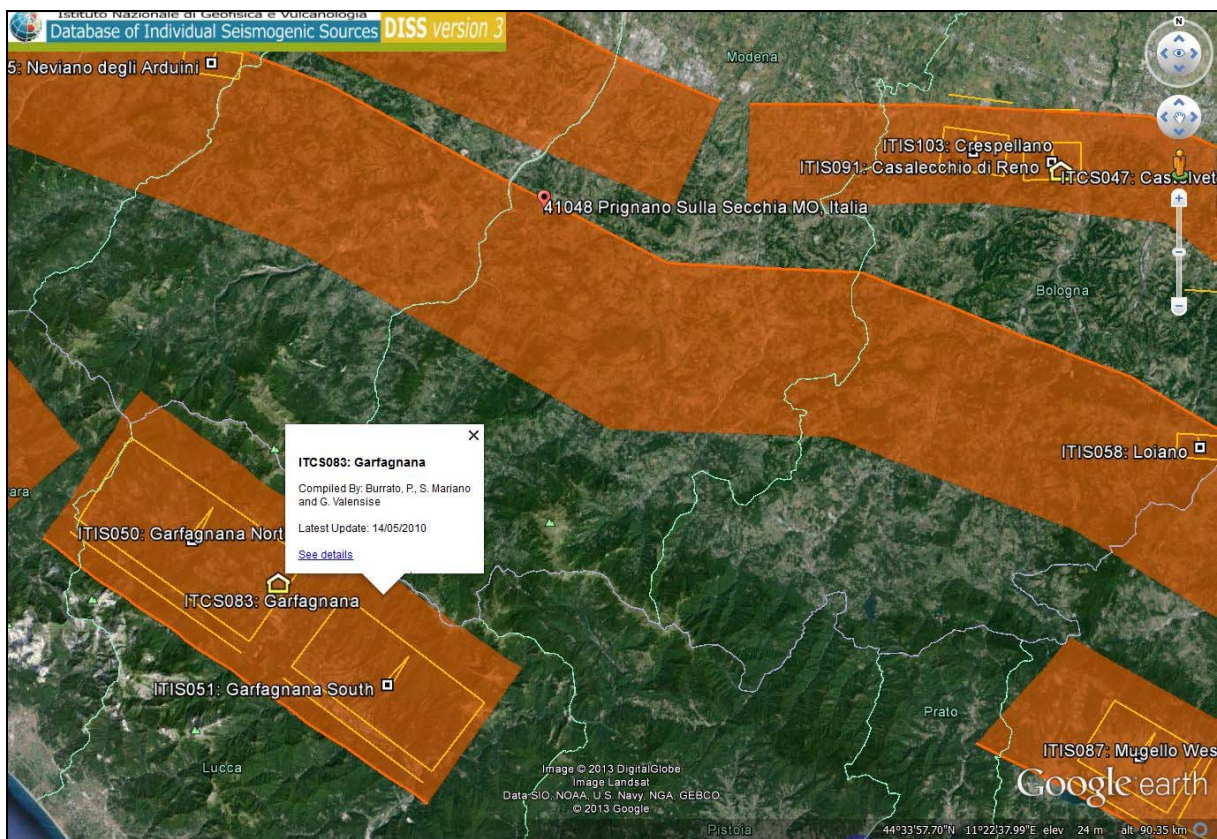 Istituto Nazionale di Geofisica e Vulcanologia
Database of Individual Seismogenic Sources DISS version 3
N
Modena
5: Neviano degli Arduini
ITIS103: Crespellano
ITIS091: Casalecchio di Reno
ITCS047: Castelvet
41048 Prignano Sulla Secchia MO, Italia
Bologna
ITIS058: Loiano
ITCS083: Garfagnana
Compiled By: Burrato, P., S. Mariano
and G. Valensise
Latest Update: 14/05/2010
See details
ara
ITIS050: Garfagnana Nort
ITCS083: Garfagnana
ITIS051: Garfagnana South
Prato
ITIS087: Mugello Wes
Lucca
Image © 2013 DigitalGlobe
Image Landsat
Data SIO, NOAA, U.S. Navy, NGA, GEBCO
© 2013 Google
Google earth
Pistoia
44°33'57.70"N 11°22'37.99"E elev 24 m alt 90.35 km